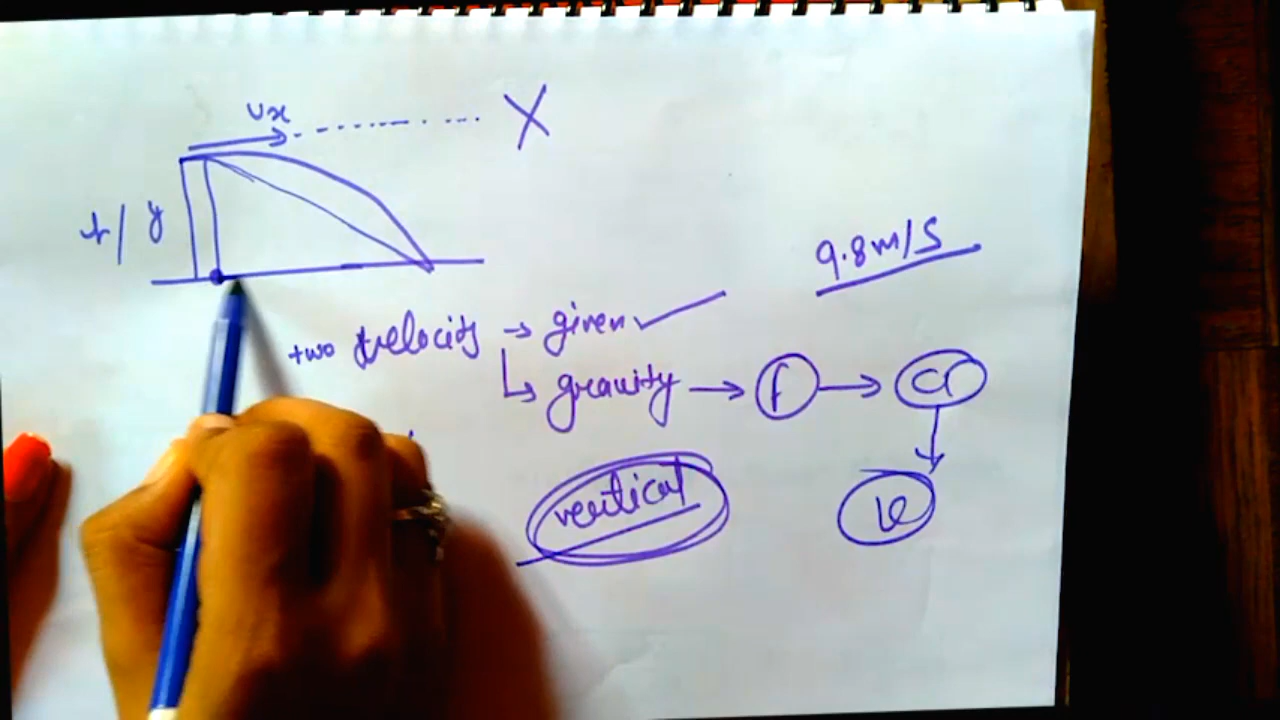 Ux
X
y
9.8m/s
two velocity → given ✓
gravity → f → a
vertical
v